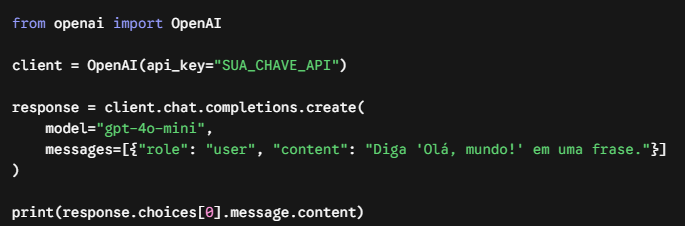 from openai import OpenAI
client = OpenAI(api_key="SUA_CHAVE_API")
response = client.chat.completions.create(
    model="gpt-4o-mini",
    messages=[{"role": "user", "content": "Diga 'Olá, mundo!' em uma frase."}]
)
print(response.choices[0].message.content)